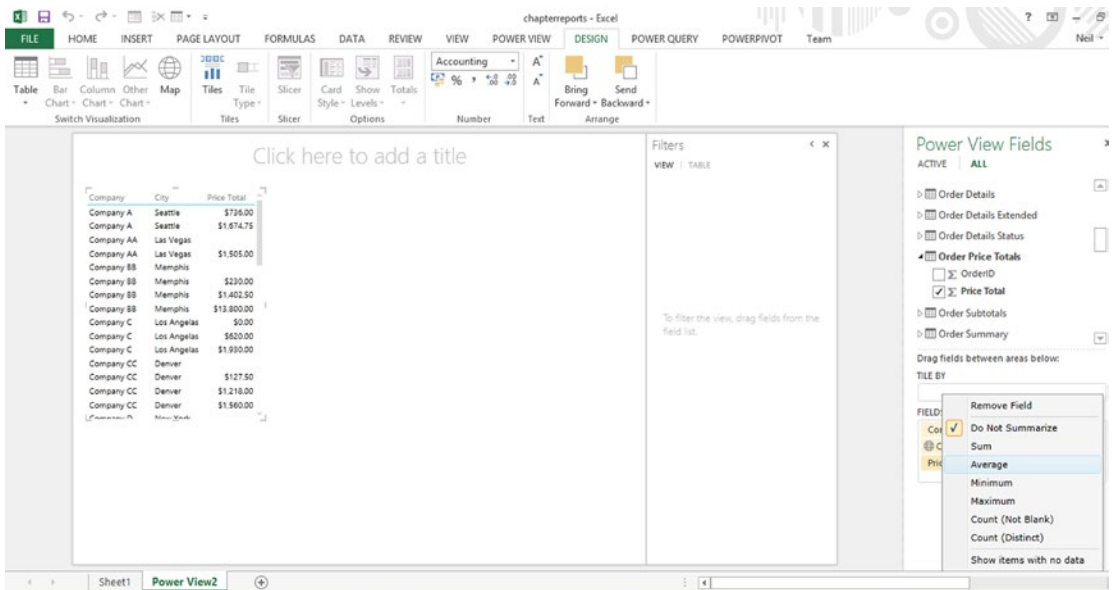 chapterreports - Excel
?
FILE HOME INSERT PAGE LAYOUT FORMULAS DATA REVIEW VIEW POWER VIEW DESIGN POWER QUERY POWERPIVOT Team
Neil
Table Bar Chart Column Chart Other Chart Map
Switch Visualization
Tiles Tile Type
Tiles
Slicer
Slicer
Card Style Show Levels Totals
Options
Accounting
$ % , .00
Number
A A
Text
Bring Forward Send Backward
Arrange
Click here to add a title
Company City Price Total
Company A Seattle $736.00
Company A Seattle $1,674.75
Company AA Las Vegas
Company AA Las Vegas $1,505.00
Company BB Memphis
Company BB Memphis $230.00
Company BB Memphis $1,402.50
Company BB Memphis $13,800.00
Company C Los Angelas $0.00
Company C Los Angelas $620.00
Company C Los Angelas $1,930.00
Company CC Denver
Company CC Denver $127.50
Company CC Denver $1,218.00
Company CC Denver $1,560.00
Company D New York
Filters
VIEW | TABLE
To filter the view, drag fields from the
field list.
Power View Fields
ACTIVE ALL
Order Details
Order Details Extended
Order Details Status
Order Price Totals
∑ OrderID
∑ Price Total
Order Subtotals
Order Summary
Drag fields between areas below:
TILE BY
FIELD
Co
C
Pric
Remove Field
Do Not Summarize
Sum
Average
Minimum
Maximum
Count (Not Blank)
Count (Distinct)
Show items with no data
Sheet1 Power View2